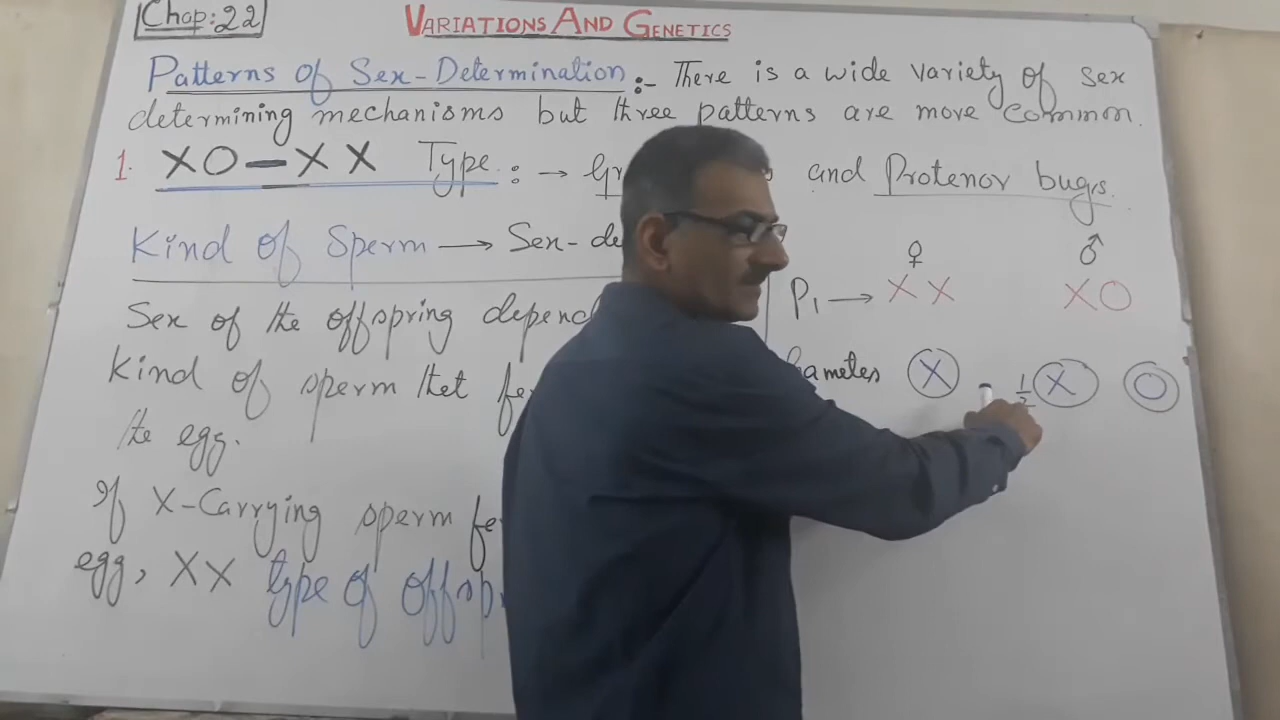 Chap:22
VARIATIONS AND GENETICS
Patterns of Sex-Determination :- There is a wide variety of sex
determining mechanisms but three patterns are more common.
1. XO-XX Type : → and Protenor bugs.
Kind of Sperm → Sex-
♀ ♂
P1 → XX XO
Sex of the offspring
Kind of sperm thet
X 1/2 X O
the egg.
If X-Carrying sperm
egg, XX type of